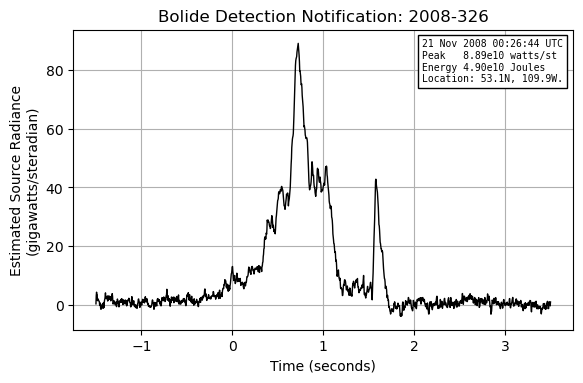 Bolide Detection Notification: 2008-326
21 Nov 2008 00:26:44 UTC
Peak   8.89e10 watts/st
Energy 4.90e10 Joules
Location: 53.1N, 109.9W.
Estimated Source Radiance
(gigawatts/steradian)
80
60
40
20
0
−1
0
1
2
3
Time (seconds)